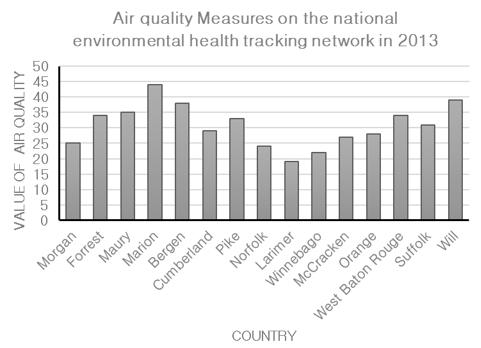 Air quality Measures on the national
environmental health tracking network in 2013
VALUE OF AIR QUALITY
50
45
40
35
30
25
20
15
10
5
0
Morgan
Forrest
Maury
Marion
Bergen
Cumberland
Pike
Norfolk
Larimer
Winnebago
McCracken
Orange
West Baton Rouge
Suffolk
Will
COUNTRY